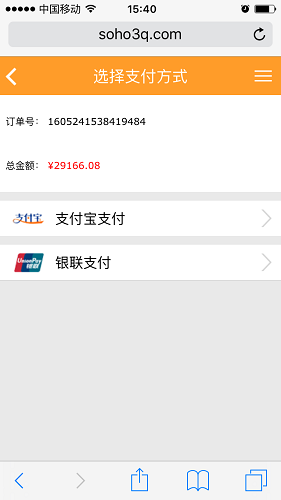 中国移动 15:40
soho3q.com
选择支付方式
订单号： 1605241538419484
总金额： ¥29166.08
支付宝 支付宝支付
UnionPay 银联 银联支付